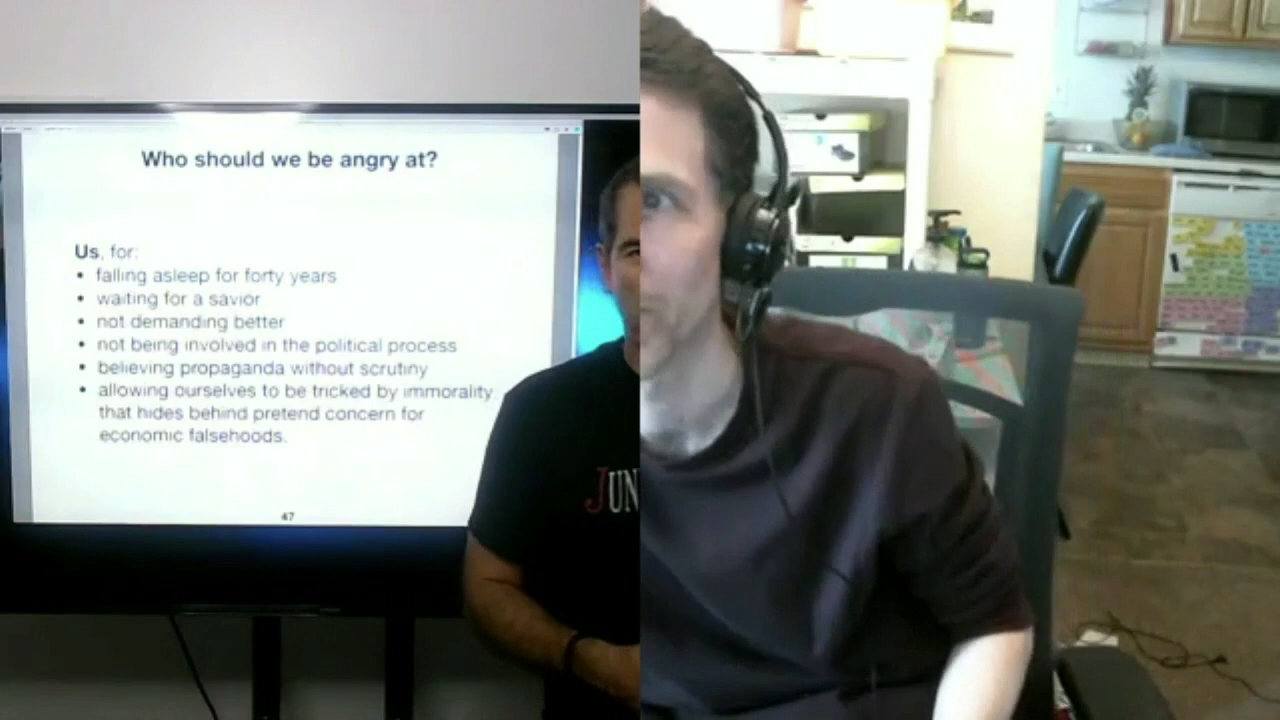 Who should we be angry at?
Us, for:
• falling asleep for forty years
• waiting for a savior
• not demanding better
• not being involved in the political process
• believing propaganda without scrutiny
• allowing ourselves to be tricked by immorality
that hides behind pretend concern for
economic falsehoods.
47
JUN